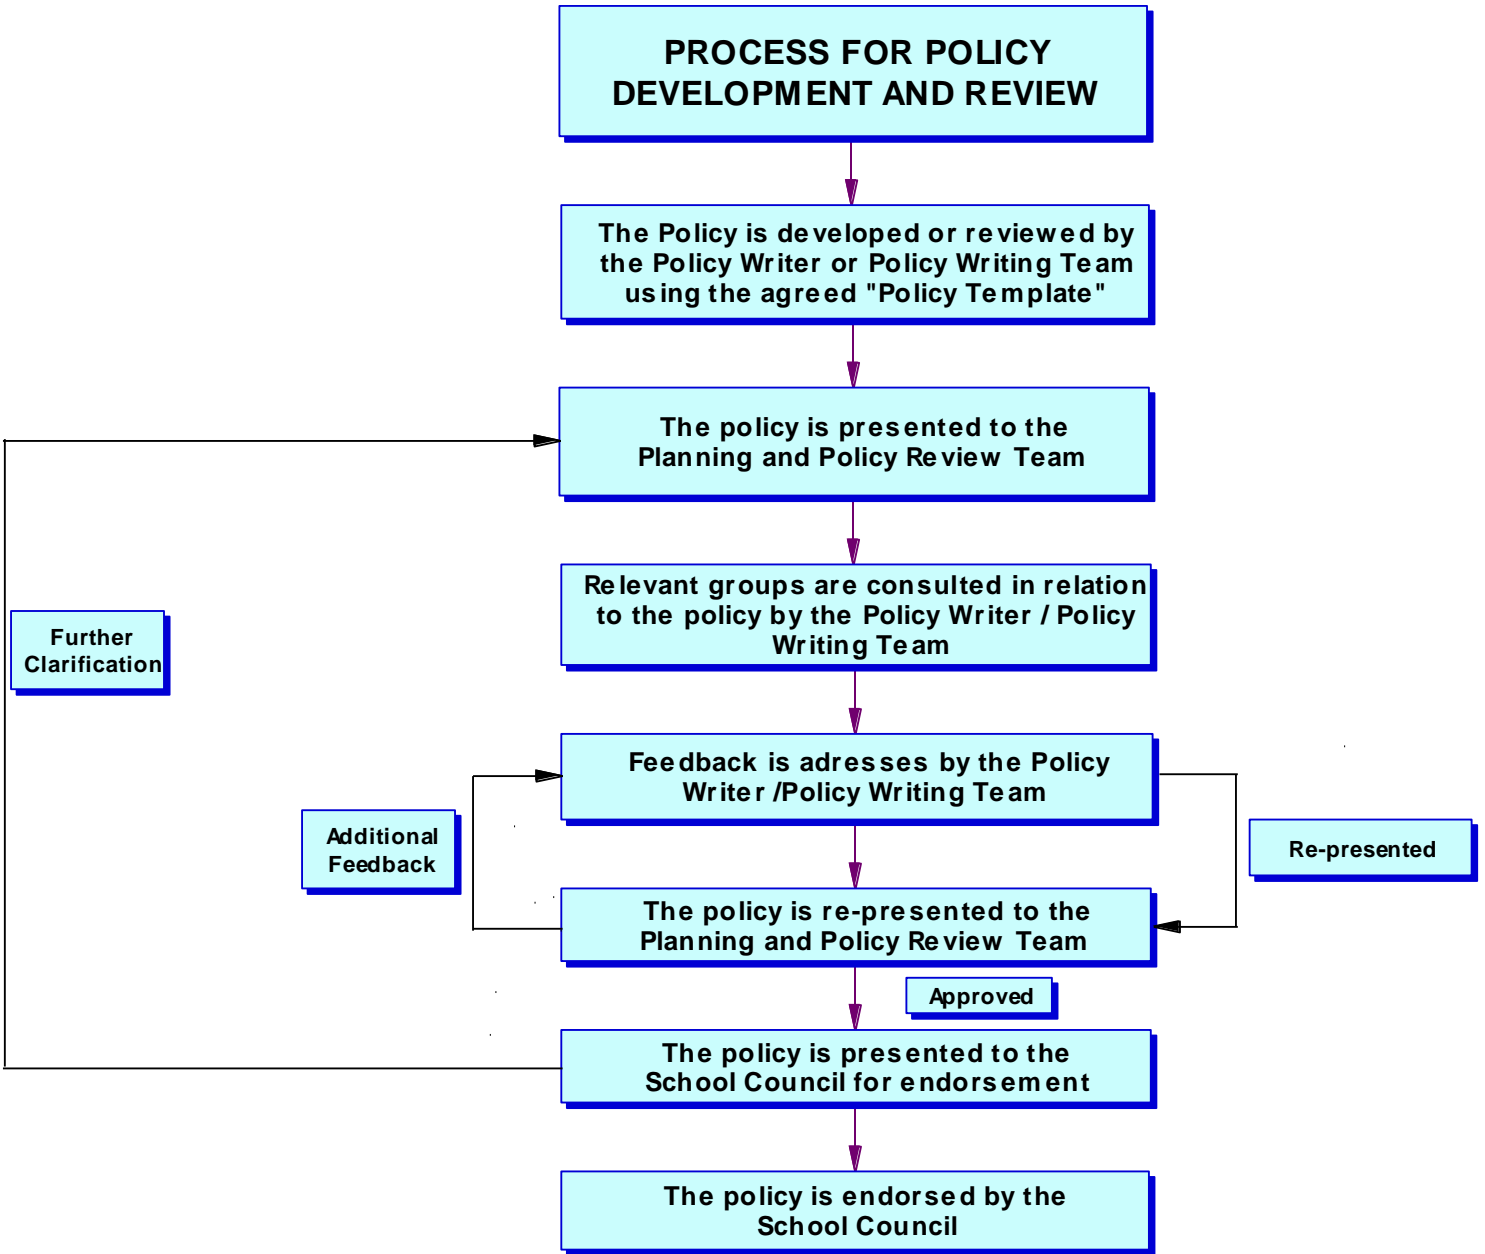 PROCESS FOR POLICY
DEVELOPMENT AND REVIEW
The Policy is developed or reviewed by
the Policy Writer or Policy Writing Team
using the agreed "Policy Template"
The policy is presented to the
Planning and Policy Review Team
Relevant groups are consulted in relation
to the policy by the Policy Writer / Policy
Writing Team
Further
Clarification
Feedback is adresses by the Policy
Writer /Policy Writing Team
Additional
Feedback
Re-presented
The policy is re-presented to the
Planning and Policy Review Team
Approved
The policy is presented to the
School Council for endorsement
The policy is endorsed by the
School Council